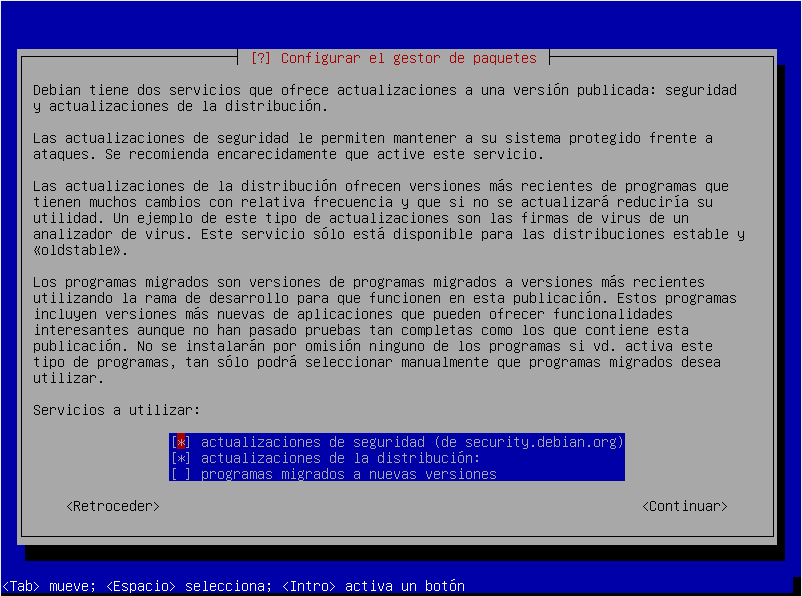 [?] Configurar el gestor de paquetes
Debian tiene dos servicios que ofrece actualizaciones a una versión publicada: seguridad
y actualizaciones de la distribución.
Las actualizaciones de seguridad le permiten mantener a su sistema protegido frente a
ataques. Se recomienda encarecidamente que active este servicio.
Las actualizaciones de la distribución ofrecen versiones más recientes de programas que
tienen muchos cambios con relativa frecuencia y que si no se actualizará reduciría su
utilidad. Un ejemplo de este tipo de actualizaciones son las firmas de virus de un
analizador de virus. Este servicio sólo está disponible para las distribuciones estable y
«oldstable».
Los programas migrados son versiones de programas migrados a versiones más recientes
utilizando la rama de desarrollo para que funcionen en esta publicación. Estos programas
incluyen versiones más nuevas de aplicaciones que pueden ofrecer funcionalidades
interesantes aunque no han pasado pruebas tan completas como los que contiene esta
publicación. No se instalarán por omisión ninguno de los programas si vd. activa este
tipo de programas, tan sólo podrá seleccionar manualmente que programas migrados desea
utilizar.
Servicios a utilizar:
[*] actualizaciones de seguridad (de security.debian.org)
[*] actualizaciones de la distribución:
[ ] programas migrados a nuevas versiones
<Retroceder> <Continuar>
<Tab> mueve; <Espacio> selecciona; <Intro> activa un botón